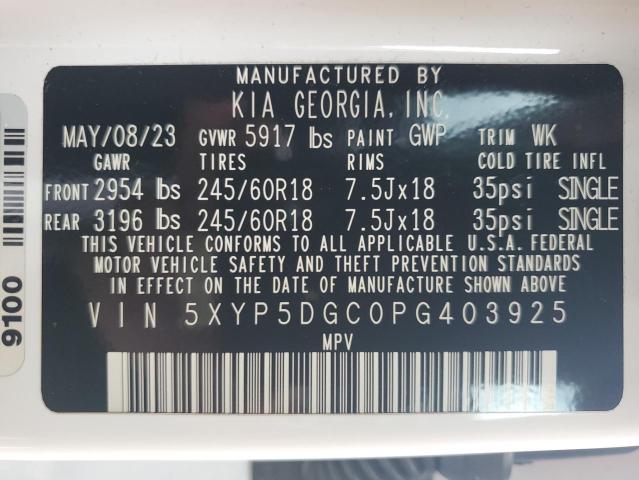 MANUFACTURED BY
KIA GEORGIA, INC.
MAY/08/23 GVWR 5917 lbs PAINT GWP TRIM WK
GAWR TIRES RIMS COLD TIRE INFL
FRONT 2954 lbs 245/60R18 7.5Jx18 35psi SINGLE
REAR 3196 lbs 245/60R18 7.5Jx18 35psi SINGLE
THIS VEHICLE CONFORMS TO ALL APPLICABLE U.S.A. FEDERAL
MOTOR VEHICLE SAFETY AND THEFT PREVENTION STANDARDS
IN EFFECT ON THE DATE OF MANUFACTURE SHOWN ABOVE
VIN 5XYP5DGC0PG403925
MPV
9100